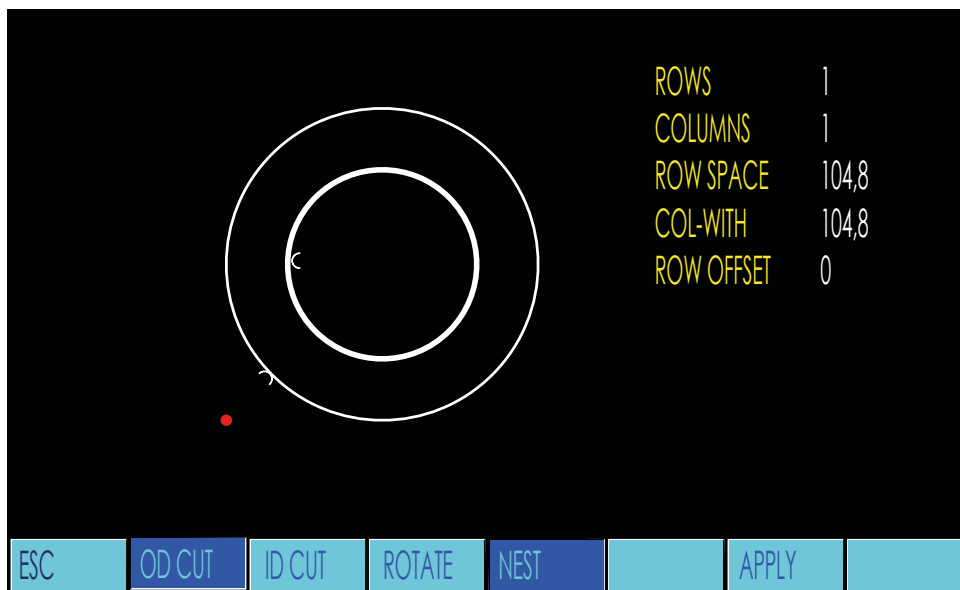 ROWS 1
COLUMNS 1
ROW SPACE 104,8
COL-WITH 104,8
ROW OFFSET 0
ESC OD CUT ID CUT ROTATE NEST APPLY